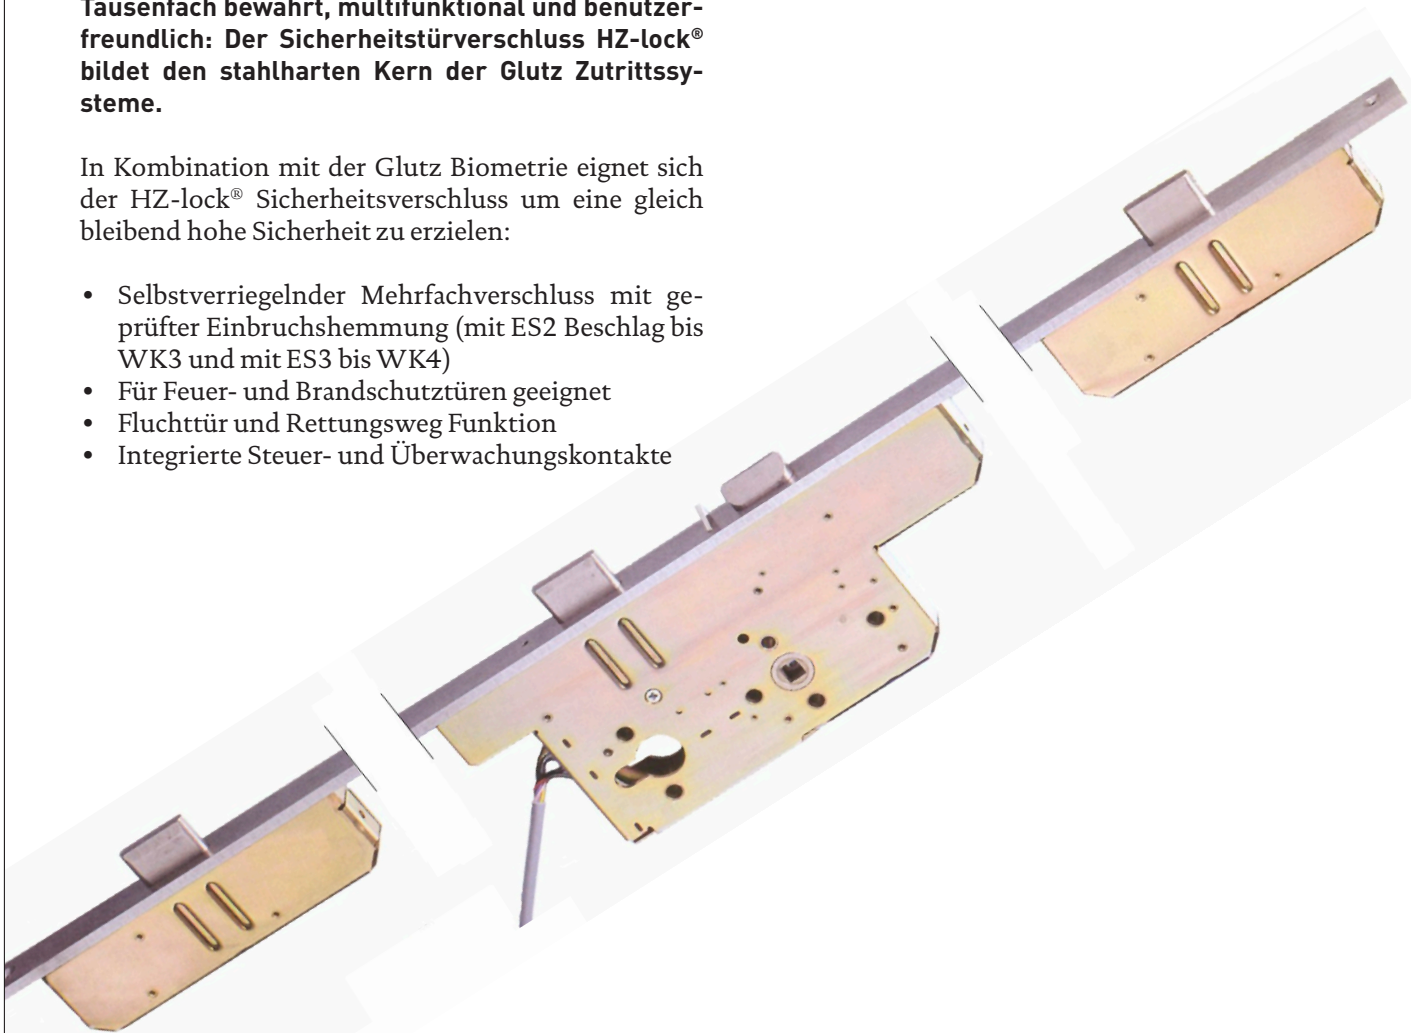 Tausenfach bewährt, multifunktional und benutzer-
freundlich: Der Sicherheitstürverschluss HZ-lock®
bildet den stahlharten Kern der Glutz Zutrittssy-
steme.
In Kombination mit der Glutz Biometrie eignet sich
der HZ-lock® Sicherheitsverschluss um eine gleich
bleibend hohe Sicherheit zu erzielen:
• Selbstverriegelnder Mehrfachverschluss mit ge-
prüfter Einbruchshemmung (mit ES2 Beschlag bis
WK3 und mit ES3 bis WK4)
• Für Feuer- und Brandschutztüren geeignet
• Fluchttür und Rettungsweg Funktion
• Integrierte Steuer- und Überwachungskontakte